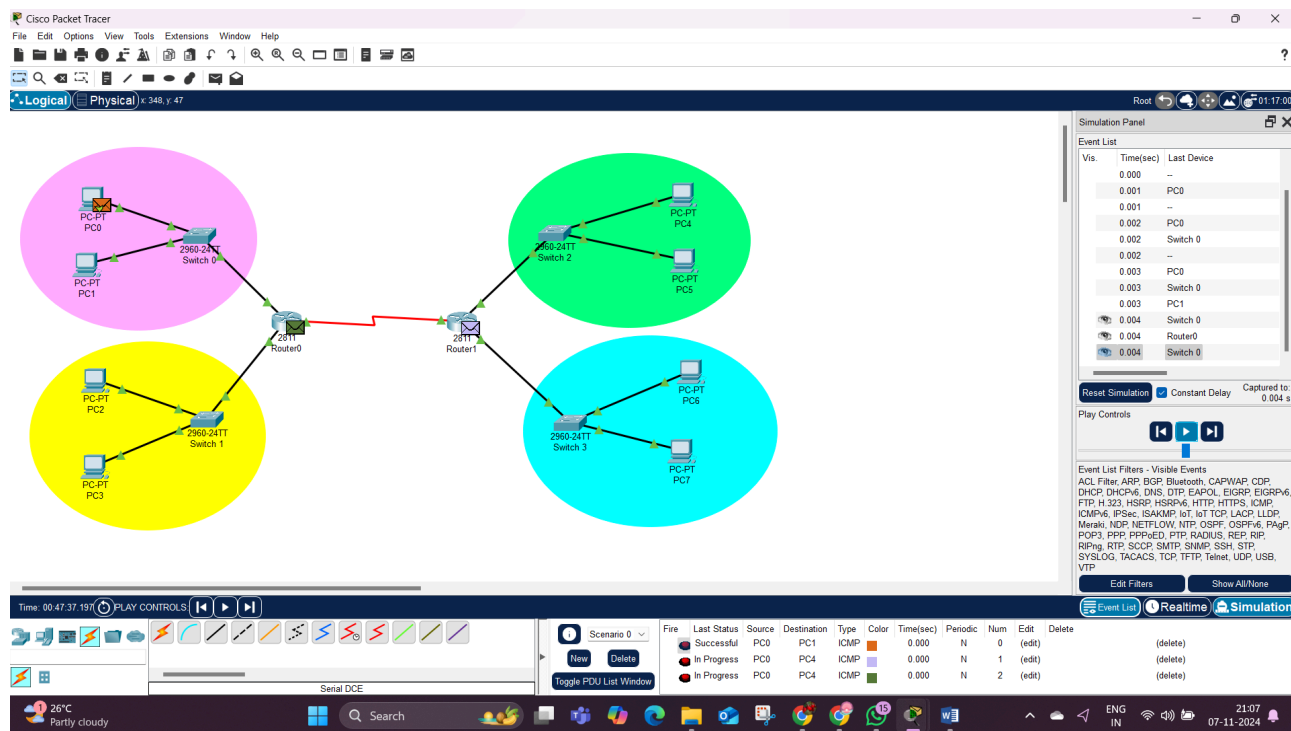 Cisco Packet Tracer
File Edit Options View Tools Extensions Window Help
?
Logical Physical x: 348, y: 47 Root 01:17:00
PC-PT
PC0
PC-PT
PC1
2960-24TT
Switch 0
PC-PT
PC2
PC-PT
PC3
2960-24TT
Switch 1
2811
Router0
2811
Router1
2960-24TT
Switch 2
PC-PT
PC4
PC-PT
PC5
PC-PT
PC6
2960-24TT
Switch 3
PC-PT
PC7
Simulation Panel
Event List
Vis. Time(sec) Last Device
0.000 --
0.001 PC0
0.001 --
0.002 PC0
0.002 Switch 0
0.002 --
0.003 PC0
0.003 Switch 0
0.003 PC1
0.004 Switch 0
0.004 Router0
0.004 Switch 0
Reset Simulation Constant Delay Captured to:
0.004 s
Play Controls
Event List Filters - Visible Events
ACL Filter, ARP, BGP, Bluetooth, CAPWAP, CDP,
DHCP, DHCPv6, DNS, DTP, EAPOL, EIGRP, EIGRPv6,
FTP, H.323, HSRP, HSRPv6, HTTP, HTTPS, ICMP,
ICMPv6, IPSec, ISAKMP, IoT, IoT TCP, LACP, LLDP,
Meraki, NDP, NETFLOW, NTP, OSPF, OSPFv6, PAgP,
POP3, PPP, PPPoED, PTP, RADIUS, REP, RIP,
RIPng, RTP, SCCP, SMTP, SNMP, SSH, STP,
SYSLOG, TACACS, TCP, TFTP, Telnet, UDP, USB,
VTP
Edit Filters Show All/None
Time: 00:47:37.197 PLAY CONTROLS: Event List Realtime Simulation
Scenario 0
New Delete
Toggle PDU List Window
Fire Last Status Source Destination Type Color Time(sec) Periodic Num Edit Delete
Successful PC0 PC1 ICMP 0.000 N 0 (edit) (delete)
In Progress PC0 PC4 ICMP 0.000 N 1 (edit) (delete)
In Progress PC0 PC4 ICMP 0.000 N 2 (edit) (delete)
Serial DCE
1
26°C
Partly cloudy
Search
15
ENG
IN
21:07
07-11-2024